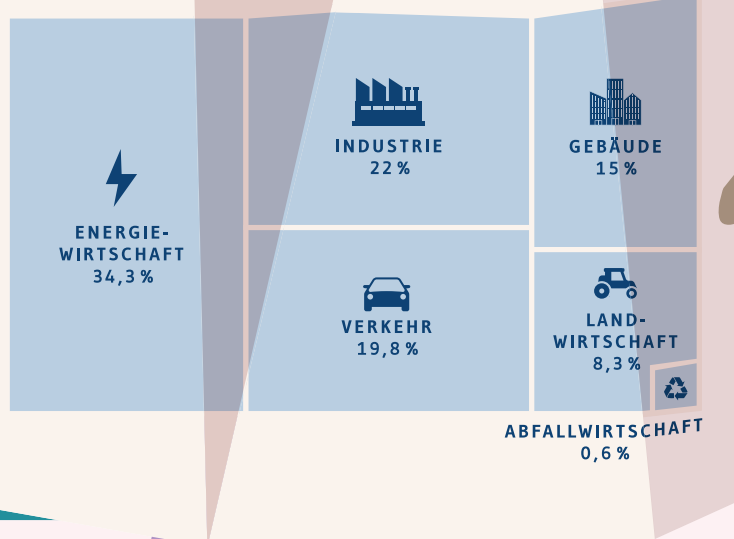 ENERGIE-
WIRTSCHAFT
34,3 %
INDUSTRIE
22 %
VERKEHR
19,8 %
GEBÄUDE
15 %
LAND-
WIRTSCHAFT
8,3 %
ABFALLWIRTSCHAFT
0,6 %